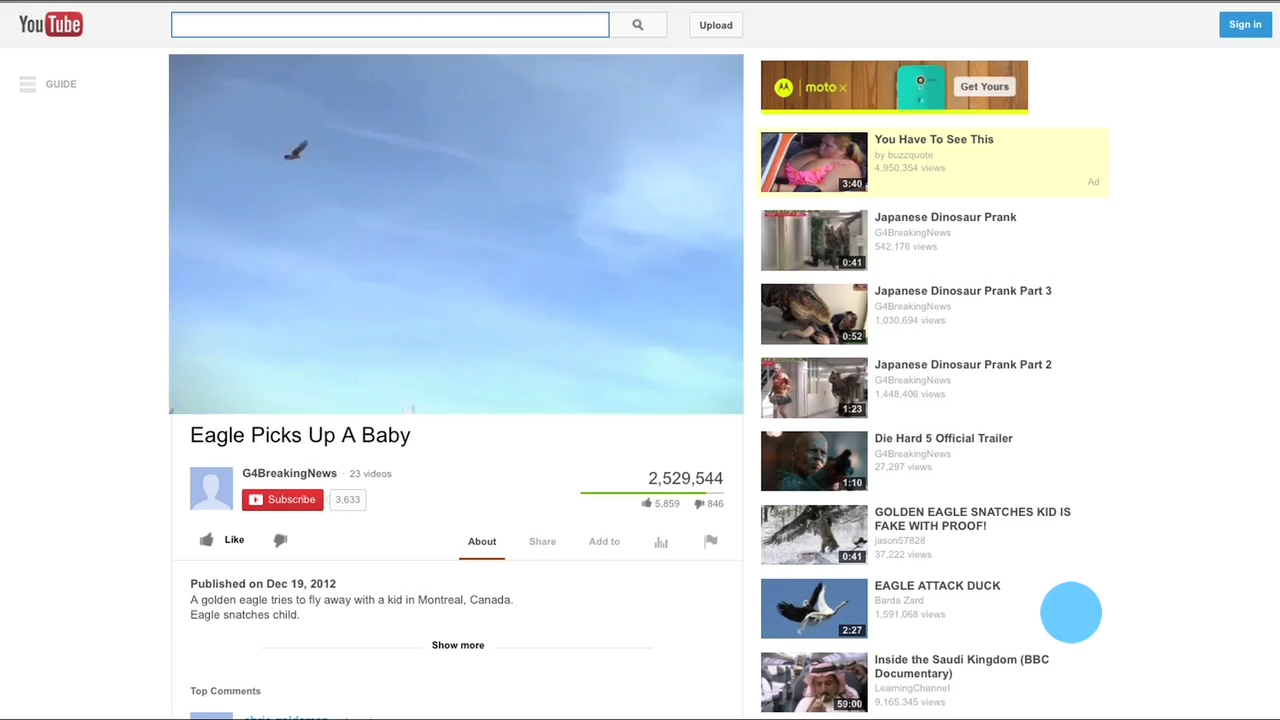 YouTube
Upload
Sign in
GUIDE
moto x
Get Yours
You Have To See This
by buzzquote
4,950,354 views
Ad
3:40
Japanese Dinosaur Prank
G4BreakingNews
542,176 views
0:41
Japanese Dinosaur Prank Part 3
G4BreakingNews
1,030,694 views
0:52
Japanese Dinosaur Prank Part 2
G4BreakingNews
1,448,406 views
1:23
Die Hard 5 Official Trailer
G4BreakingNews
27,297 views
1:10
GOLDEN EAGLE SNATCHES KID IS
FAKE WITH PROOF!
jason57828
37,222 views
0:41
EAGLE ATTACK DUCK
Barda Zard
1,591,068 views
2:27
Inside the Saudi Kingdom (BBC
Documentary)
LearningChannel
9,165,345 views
59:00
Eagle Picks Up A Baby
G4BreakingNews · 23 videos
Subscribe 3,633
2,529,544
5,859 846
Like
About Share Add to
Published on Dec 19, 2012
A golden eagle tries to fly away with a kid in Montreal, Canada.
Eagle snatches child.
Show more
Top Comments